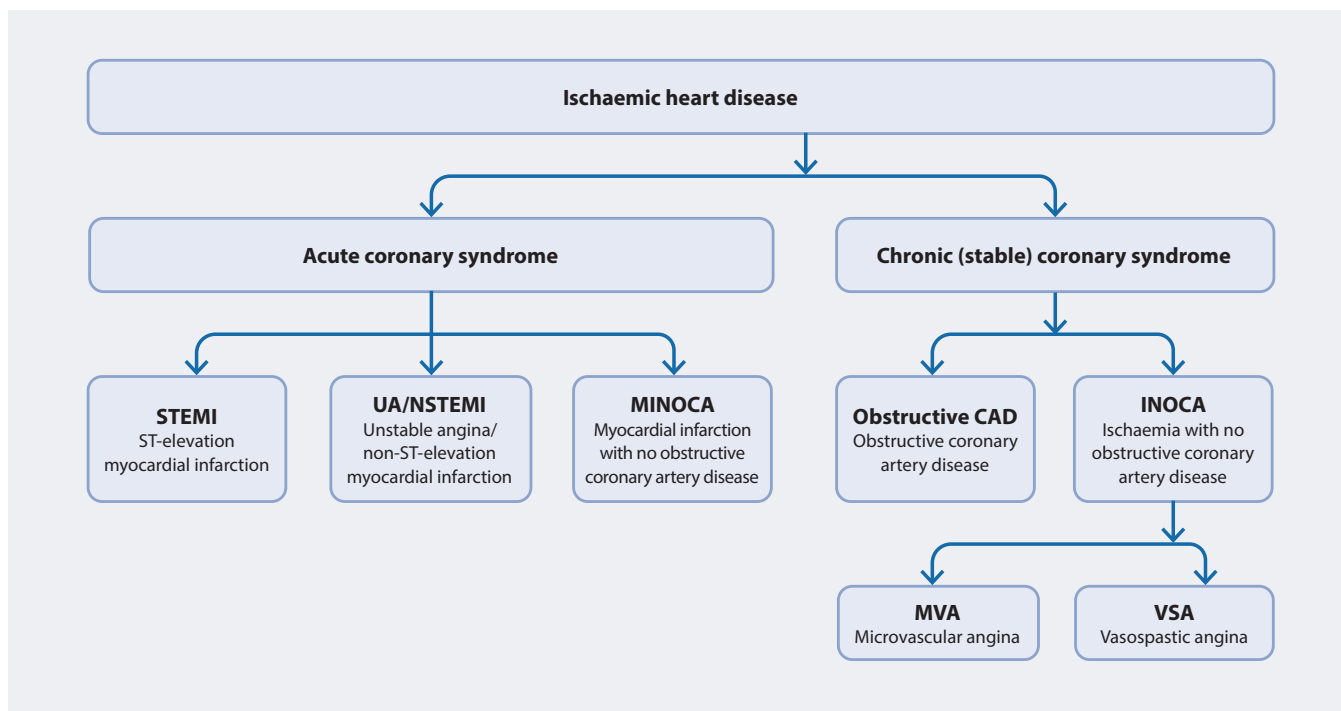 Ischaemic heart disease
Acute coronary syndrome
Chronic (stable) coronary syndrome
STEMI
ST-elevation
myocardial infarction
UA/NSTEMI
Unstable angina/
non-ST-elevation
myocardial infarction
MINOCA
Myocardial infarction
with no obstructive
coronary artery disease
Obstructive CAD
Obstructive coronary
artery disease
INOCA
Ischaemia with no
obstructive coronary
artery disease
MVA
Microvascular angina
VSA
Vasospastic angina